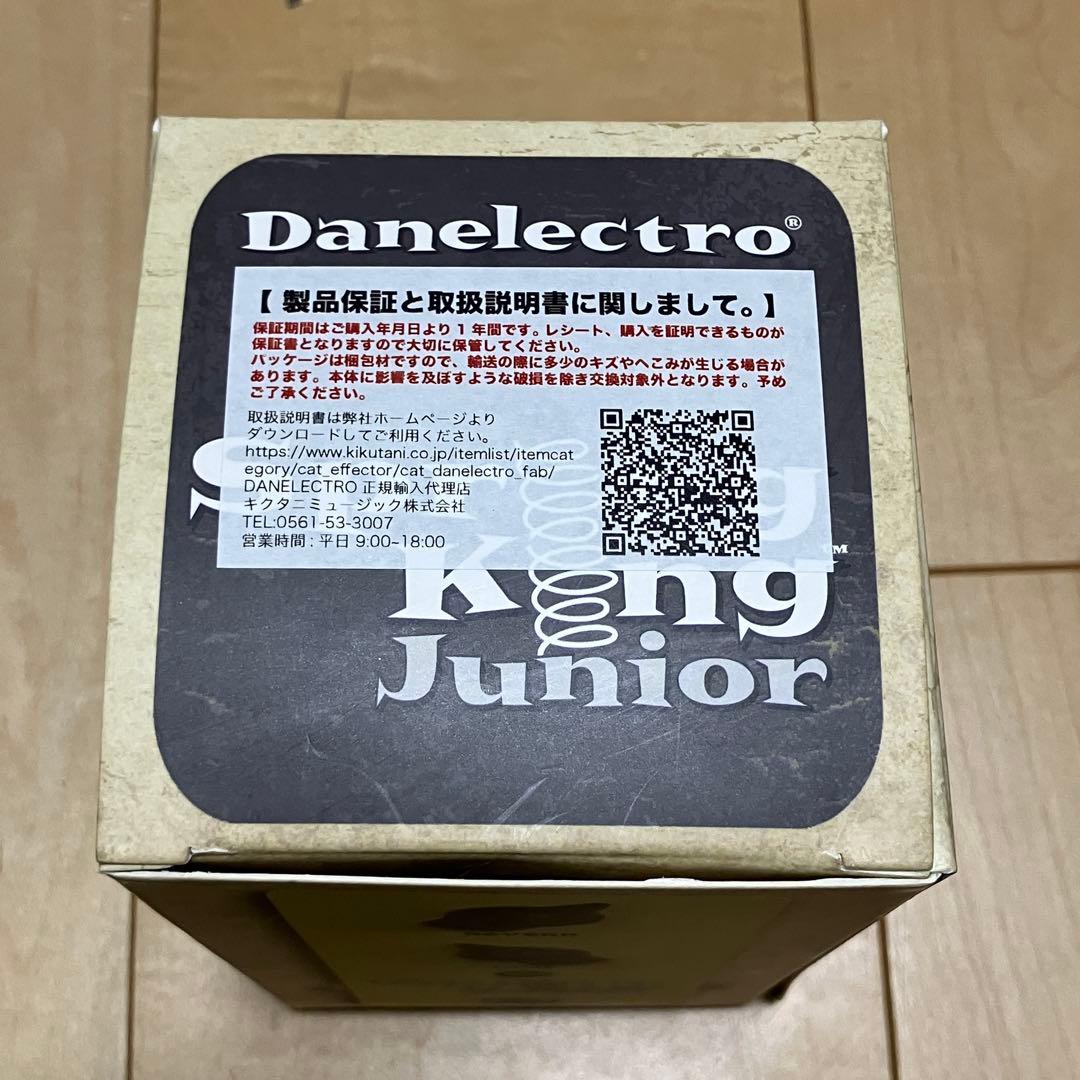 Danelectro®
【 製品保証と取扱説明書に関しまして。】
保証期間はご購入年月日より 1 年間です。レシート、購入を証明できるものが
保証書となりますので大切に保管してください。
パッケージは梱包材ですので、輸送の際に多少のキズやへこみが生じる場合が
あります。本体に影響を及ぼすような破損を除き交換対象外となります。予め
ご了承ください。
取扱説明書は弊社ホームページより
ダウンロードしてご利用ください。
https://www.kikutani.co.jp/itemlist/itemcat
egory/cat_effector/cat_danelectro_fab/
DANELECTRO 正規輸入代理店
キクタニミュージック株式会社
TEL:0561-53-3007
営業時間 : 平日 9:00~18:00
King™
Junior